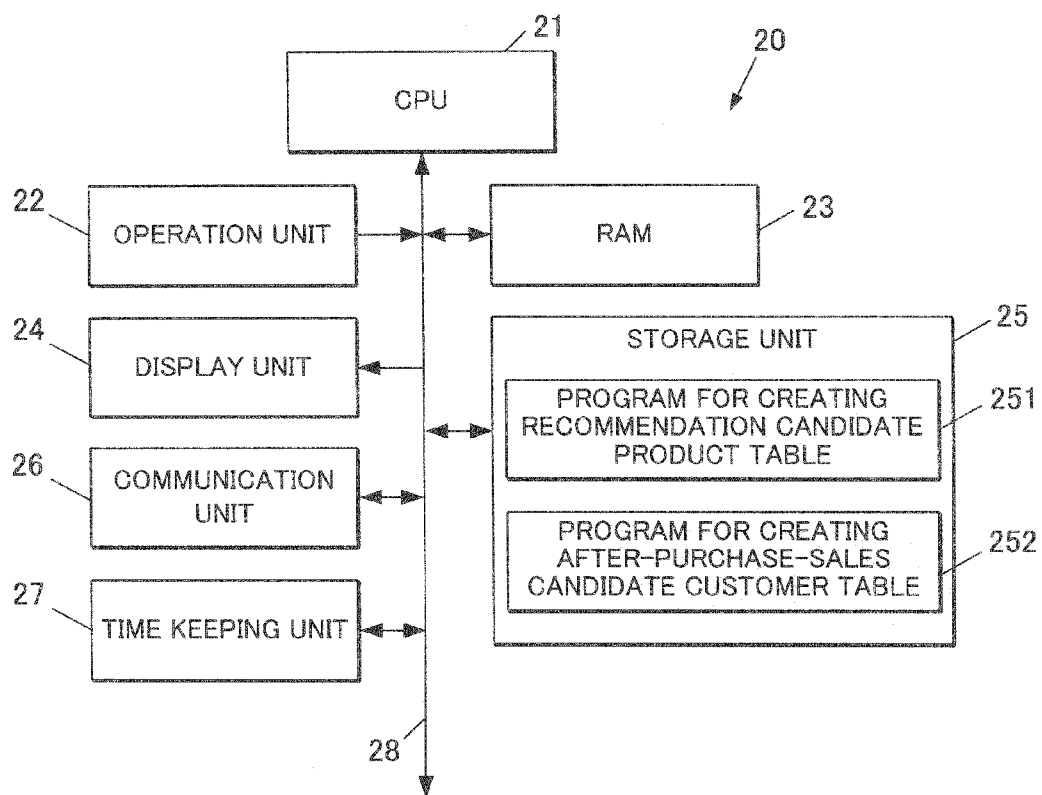 21
20
CPU
22
OPERATION UNIT
RAM
23
24
DISPLAY UNIT
STORAGE UNIT
25
PROGRAM FOR CREATING
RECOMMENDATION CANDIDATE
PRODUCT TABLE
251
26
COMMUNICATION
UNIT
PROGRAM FOR CREATING
AFTER-PURCHASE-SALES
CANDIDATE CUSTOMER TABLE
252
27
TIME KEEPING UNIT
28